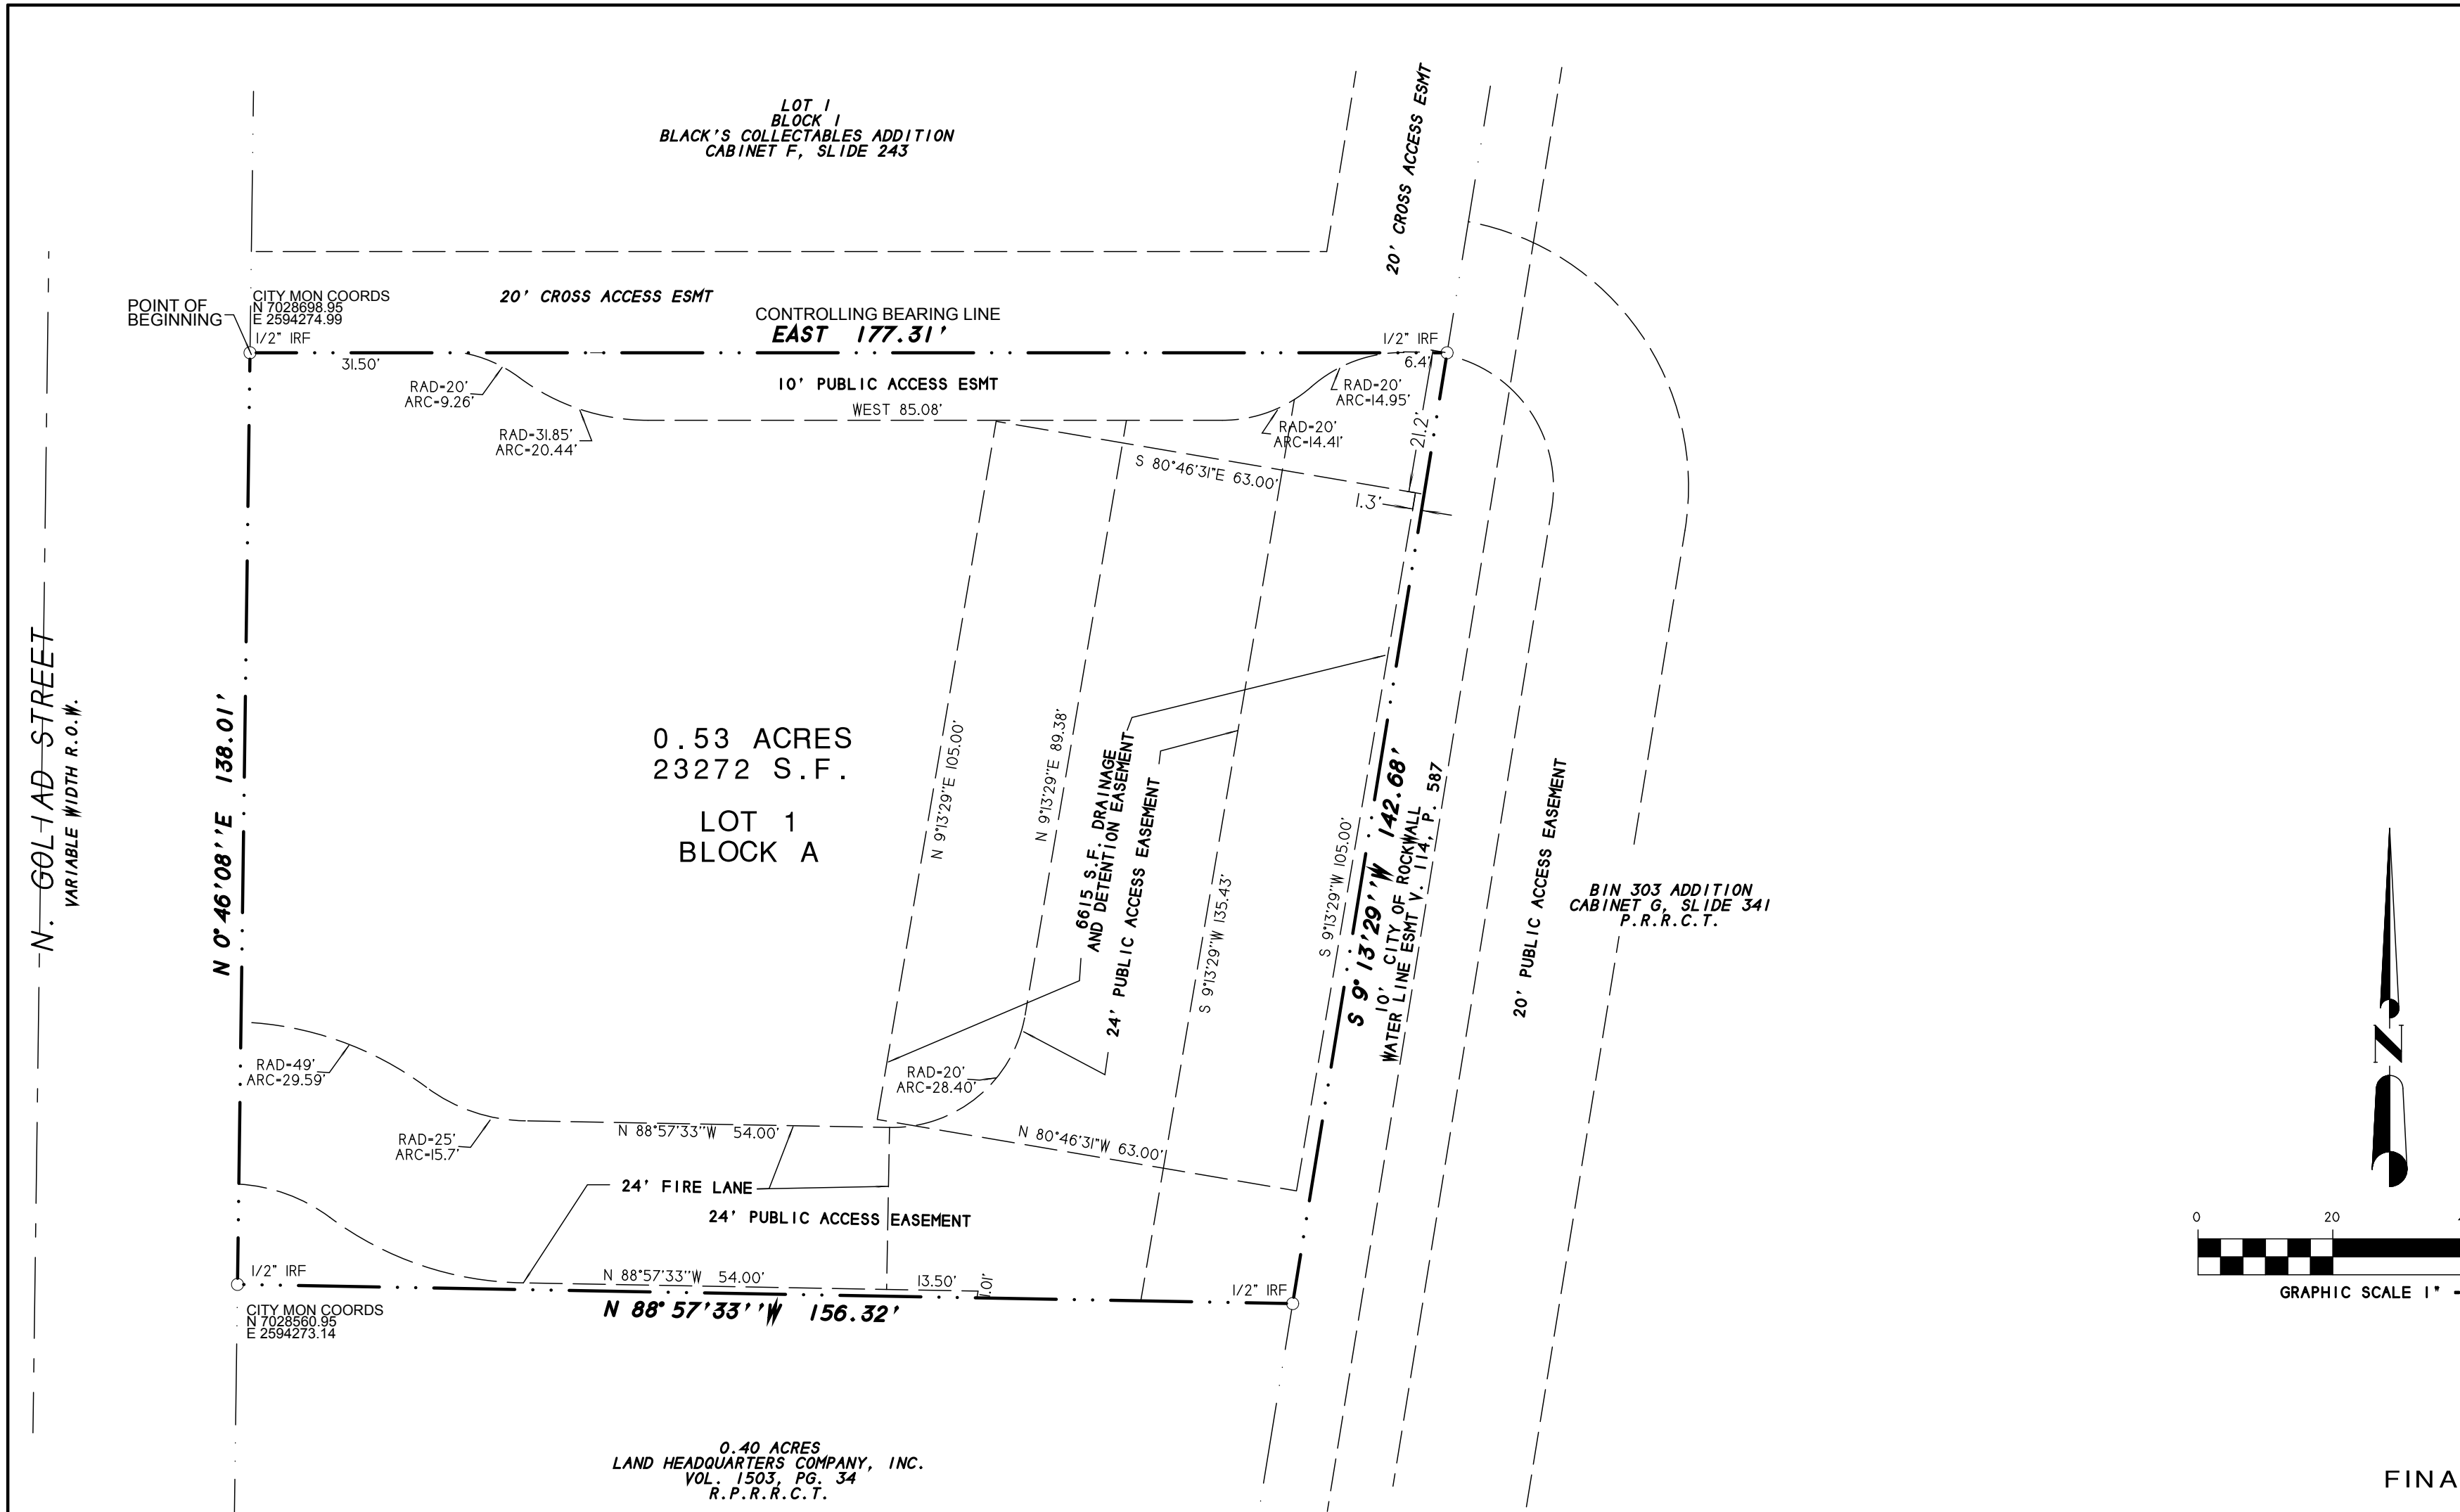 LOT 1
BLOCK 1
BLACK'S COLLECTABLES ADDITION
CABINET F, SLIDE 243
20' CROSS ACCESS ESMT
POINT OF
BEGINNING
CITY MON COORDS
N 7028698.95
E 2594274.99
1/2" IRF
20' CROSS ACCESS ESMT
CONTROLLING BEARING LINE
EAST 177.31'
1/2" IRF
31.50'
6.4'
RAD=20'
ARC=9.26'
10' PUBLIC ACCESS ESMT
WEST 85.08'
RAD=20'
ARC=14.95'
RAD=31.85'
ARC=20.44'
RAD=20'
ARC=14.41'
21.2'
S 80°46'31"E 63.00'
1.3'
N. GOLIAD STREET
VARIABLE WIDTH R.O.W.
N 0°46'08''E 138.01'
0.53 ACRES
23272 S.F.
LOT 1
BLOCK A
N 9°13'29''E 105.00'
N 9°13'29''E 89.38'
6615 S.F. DRAINAGE
AND DETENTION EASEMENT
24' PUBLIC ACCESS EASEMENT
S 9°13'29''W 135.43'
S 9°13'29''W 105.00'
S 9°13'29''W 142.68'
10' CITY OF ROCKWALL
WATER LINE ESMT V. 114, P. 587
20' PUBLIC ACCESS EASEMENT
BIN 303 ADDITION
CABINET G, SLIDE 341
P.R.R.C.T.
RAD=49'
ARC=29.59'
RAD=20'
ARC=28.40'
RAD=25'
ARC=15.7'
N 88°57'33''W 54.00'
N 80°46'31"W 63.00'
24' FIRE LANE
24' PUBLIC ACCESS EASEMENT
1/2" IRF
N 88°57'33''W 54.00'
13.50'
1.01'
1/2" IRF
N 88°57'33''W 156.32'
CITY MON COORDS
N 7028560.95
E 2594273.14
0.40 ACRES
LAND HEADQUARTERS COMPANY, INC.
VOL. 1503, PG. 34
R.P.R.R.C.T.
N
0 20
GRAPHIC SCALE 1"
FINA